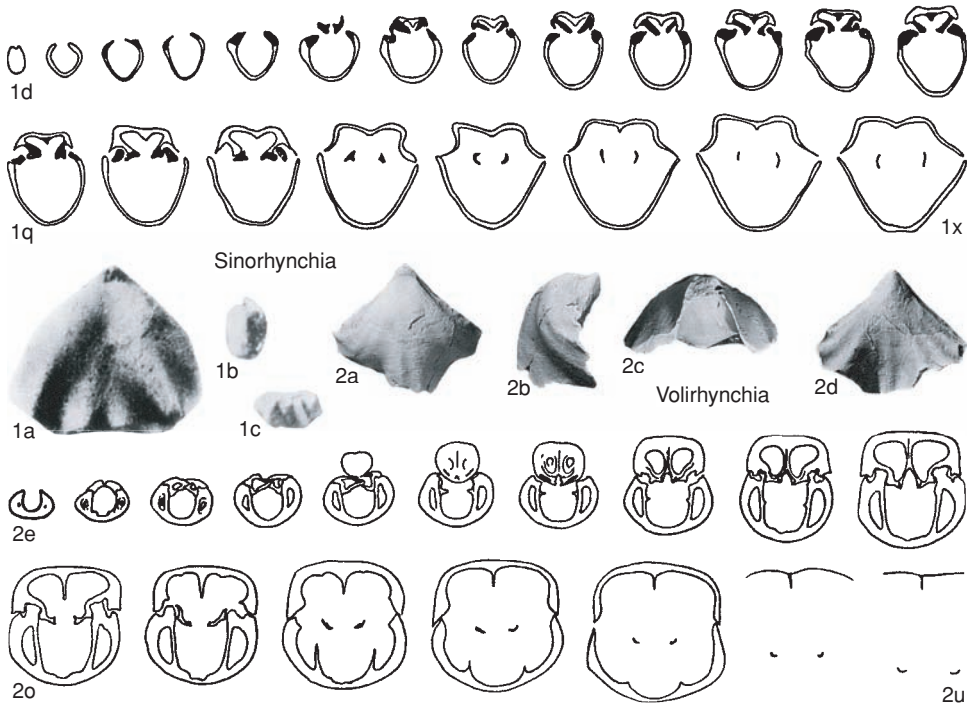 1d
1q
1x
Sinorhynchia
1b
2a
2b
2c
2d
Volirhynchia
1a
1c
2e
2o
2u